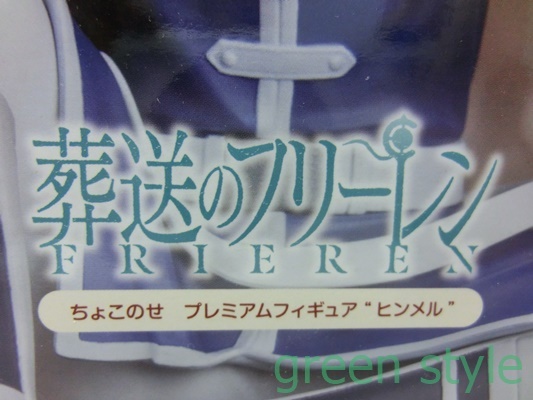 葬送のフリーレン
FRIEREN
ちょこのせ プレミアムフィギュア“ヒンメル”
green style